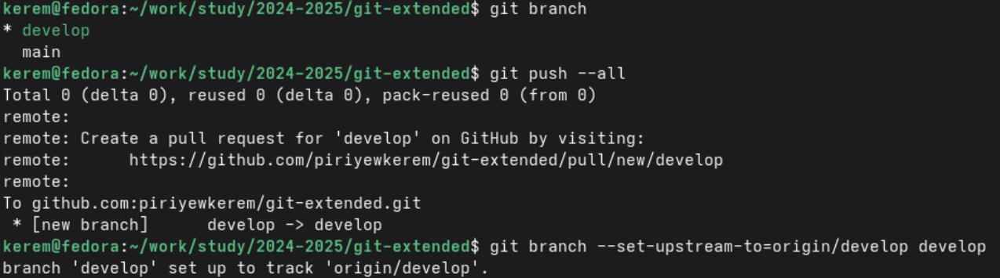 kerem@fedora:~/work/study/2024-2025/git-extended$ git branch
* develop
  main
kerem@fedora:~/work/study/2024-2025/git-extended$ git push --all
Total 0 (delta 0), reused 0 (delta 0), pack-reused 0 (from 0)
remote:
remote: Create a pull request for 'develop' on GitHub by visiting:
remote:      https://github.com/piriyewkerem/git-extended/pull/new/develop
remote:
To github.com:piriyewkerem/git-extended.git
 * [new branch]      develop -> develop
kerem@fedora:~/work/study/2024-2025/git-extended$ git branch --set-upstream-to=origin/develop develop
branch 'develop' set up to track 'origin/develop'.